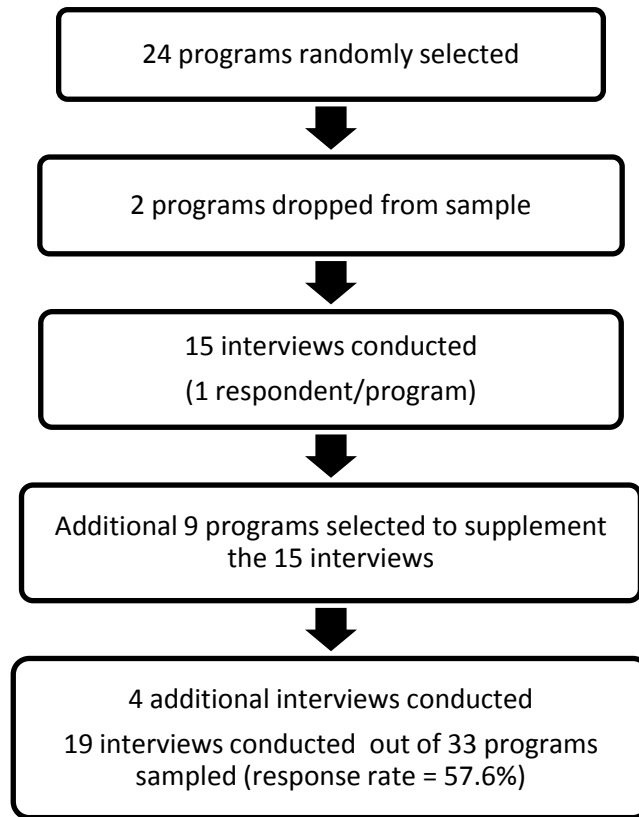 24 programs randomly selected
2 programs dropped from sample
15 interviews conducted
(1 respondent/program)
Additional 9 programs selected to supplement
the 15 interviews
4 additional interviews conducted
19 interviews conducted  out of 33 programs
sampled (response rate = 57.6%)